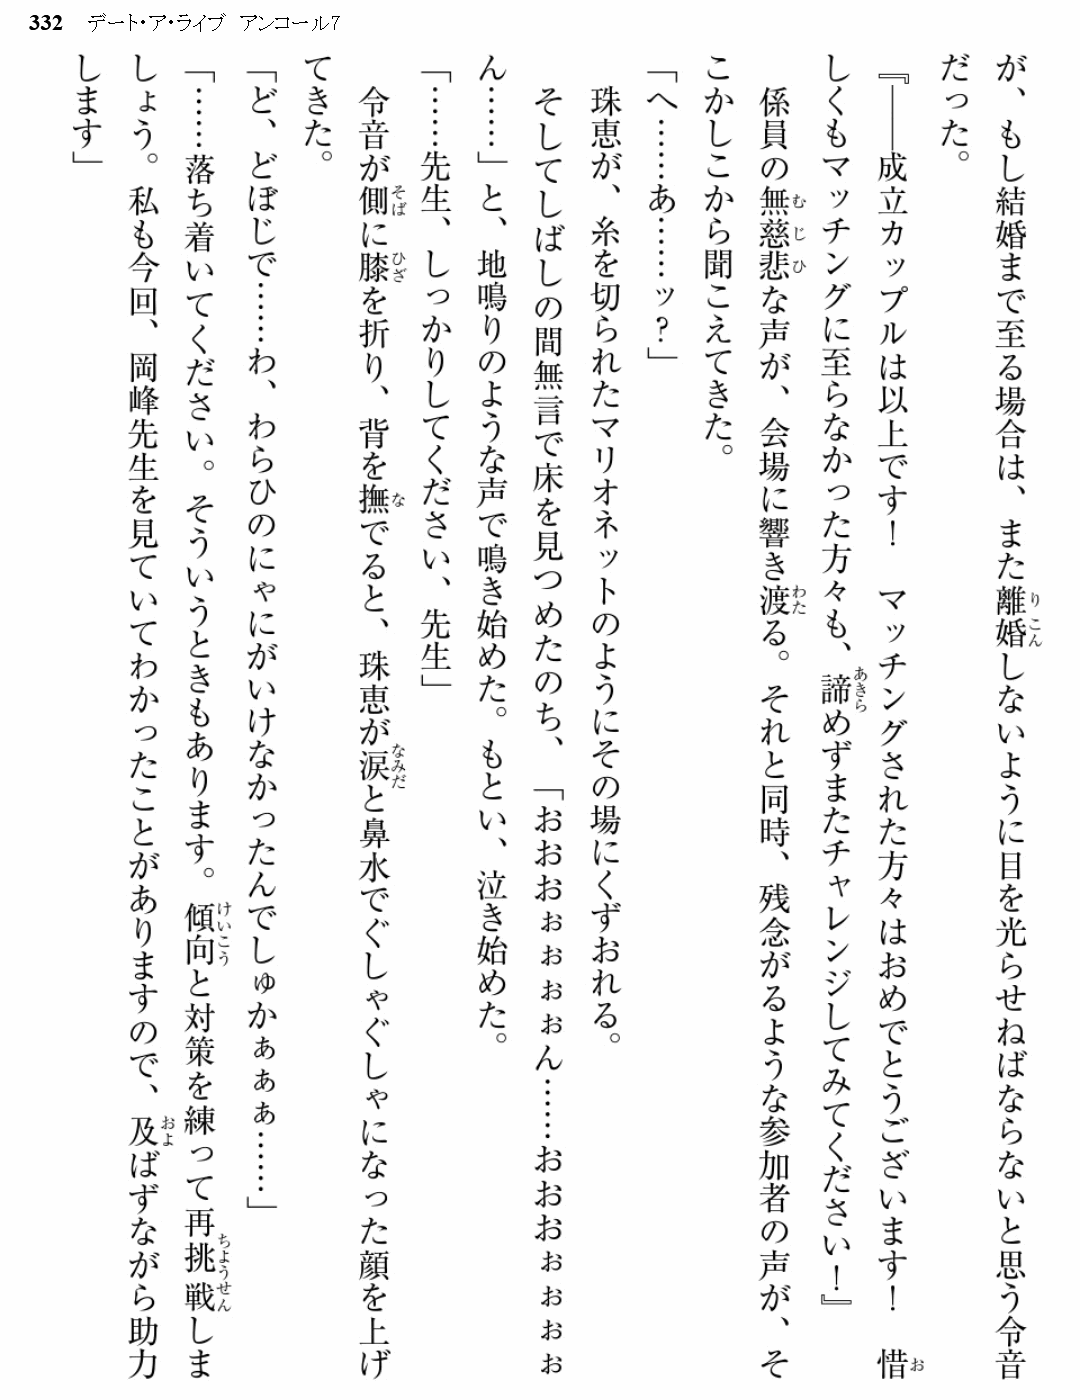 332 デート・ア・ライブ アンコール7
が、もし結婚まで至る場合は、また離婚しないように目を光らせねばならないと思う令音
だった。
『――成立カップルは以上です！　マッチングされた方々はおめでとうございます！　惜
しくもマッチングに至らなかった方々も、諦めずまたチャレンジしてみてください！』
　係員の無慈悲な声が、会場に響き渡る。それと同時、残念がるような参加者の声が、そ
こかしこから聞こえてきた。
「へ……あ……ッ？」
　珠恵が、糸を切られたマリオネットのようにその場にくずおれる。
　そしてしばしの間無言で床を見つめたのち、「おおおぉぉぉぉん……おおおぉぉぉぉ
ん……」と、地鳴りのような声で鳴き始めた。もとい、泣き始めた。
「……先生、しっかりしてください、先生」
　令音が側に膝を折り、背を撫でると、珠恵が涙と鼻水でぐしゃぐしゃになった顔を上げ
てきた。
「ど、どぼじで……わ、わらひのにゃにがいけなかったんでしゅかぁぁぁ……」
「……落ち着いてください。そういうときもあります。傾向と対策を練って再挑戦しま
しょう。私も今回、岡峰先生を見ていてわかったことがありますので、及ばずながら助力
します」